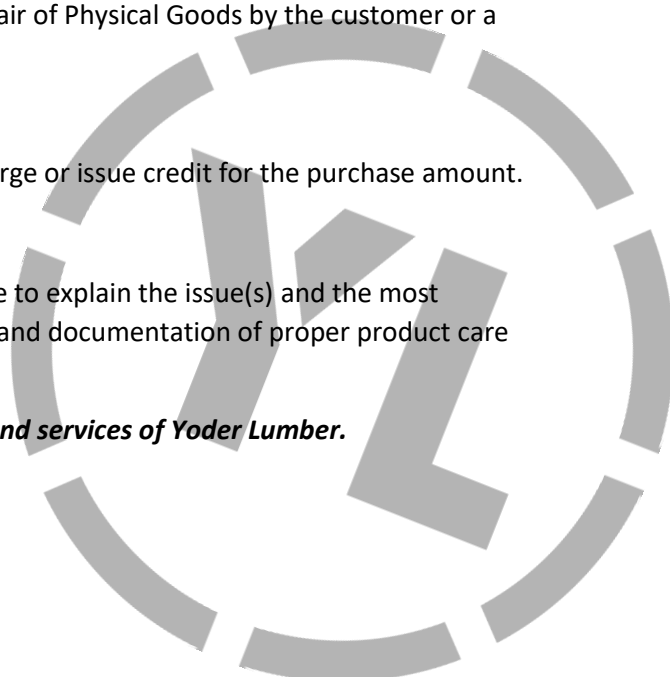 air of Physical Goods by the customer or a
rge or issue credit for the purchase amount.
e to explain the issue(s) and the most
and documentation of proper product care
nd services of Yoder Lumber.
YL